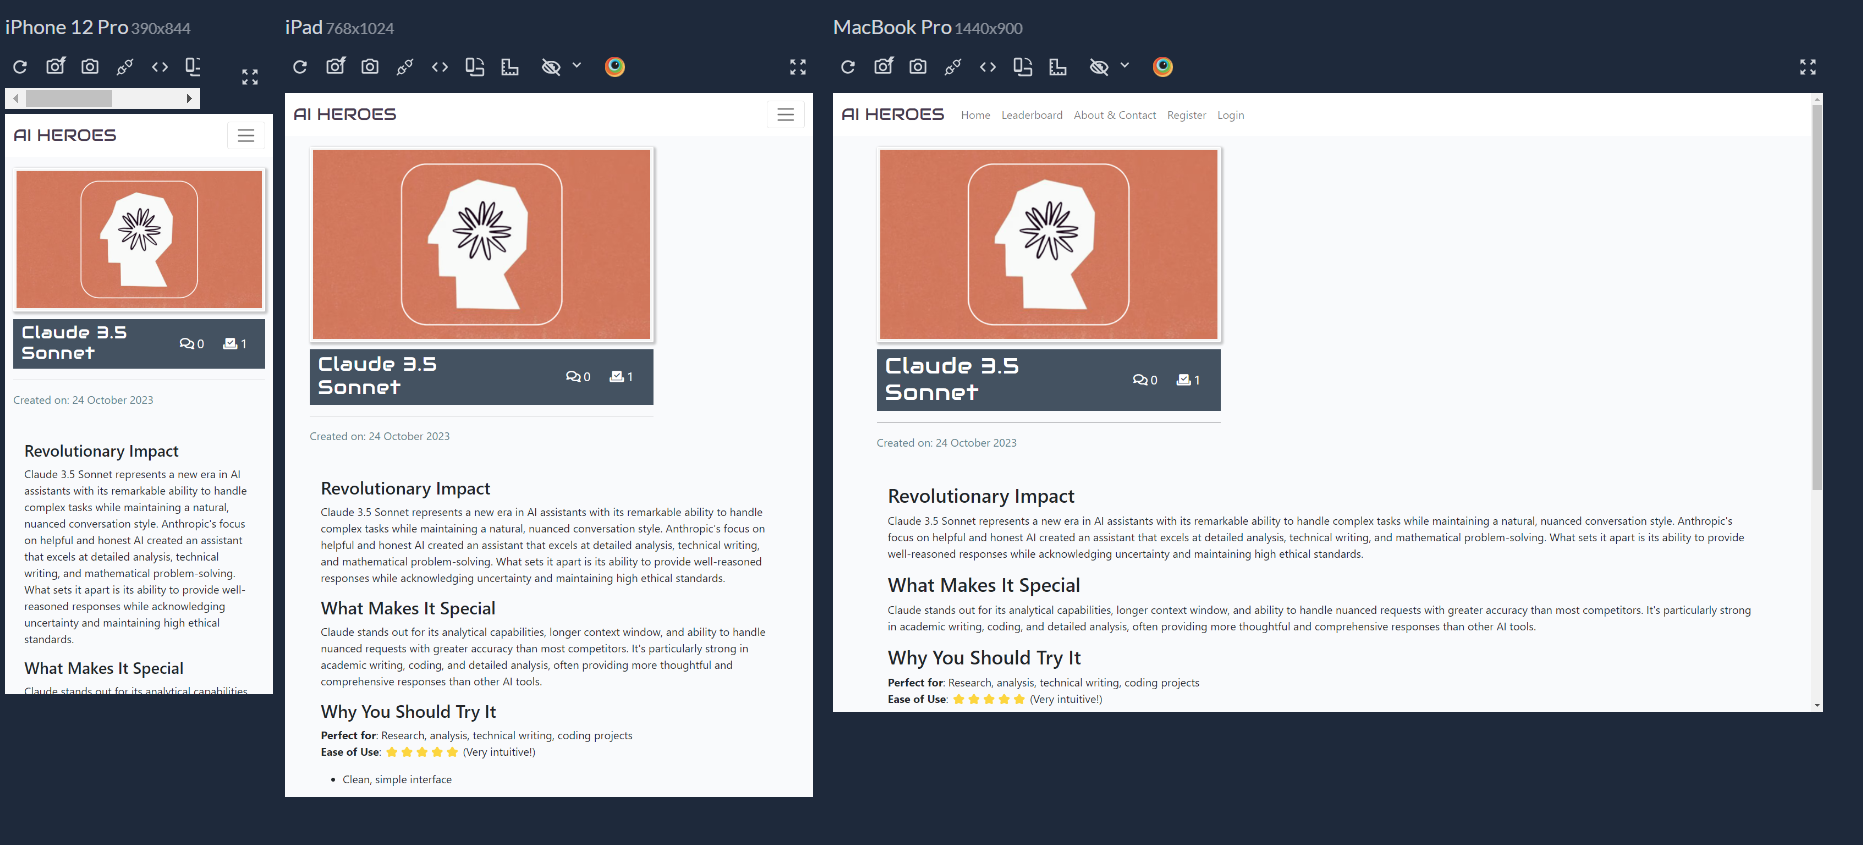 iPhone 12 Pro 390x844
AI HEROES
Claude 3.5
Sonnet
0
1
Created on: 24 October 2023
Revolutionary Impact
Claude 3.5 Sonnet represents a new era in AI
assistants with its remarkable ability to handle
complex tasks while maintaining a natural,
nuanced conversation style. Anthropic's focus
on helpful and honest AI created an assistant
that excels at detailed analysis, technical
writing, and mathematical problem-solving.
What sets it apart is its ability to provide well-
reasoned responses while acknowledging
uncertainty and maintaining high ethical
standards.
What Makes It Special
Claude stands out for its analytical capabilities,
iPad 768x1024
AI HEROES
Claude 3.5
Sonnet
0
1
Created on: 24 October 2023
Revolutionary Impact
Claude 3.5 Sonnet represents a new era in AI assistants with its remarkable ability to handle
complex tasks while maintaining a natural, nuanced conversation style. Anthropic's focus on
helpful and honest AI created an assistant that excels at detailed analysis, technical writing,
and mathematical problem-solving. What sets it apart is its ability to provide well-reasoned
responses while acknowledging uncertainty and maintaining high ethical standards.
What Makes It Special
Claude stands out for its analytical capabilities, longer context window, and ability to handle
nuanced requests with greater accuracy than most competitors. It's particularly strong in
academic writing, coding, and detailed analysis, often providing more thoughtful and
comprehensive responses than other AI tools.
Why You Should Try It
Perfect for: Research, analysis, technical writing, coding projects
Ease of Use: ⭐⭐⭐⭐⭐ (Very intuitive!)
• Clean, simple interface
MacBook Pro 1440x900
AI HEROES Home Leaderboard About & Contact Register Login
Claude 3.5
Sonnet
0
1
Created on: 24 October 2023
Revolutionary Impact
Claude 3.5 Sonnet represents a new era in AI assistants with its remarkable ability to handle complex tasks while maintaining a natural, nuanced conversation style. Anthropic's
focus on helpful and honest AI created an assistant that excels at detailed analysis, technical writing, and mathematical problem-solving. What sets it apart is its ability to provide
well-reasoned responses while acknowledging uncertainty and maintaining high ethical standards.
What Makes It Special
Claude stands out for its analytical capabilities, longer context window, and ability to handle nuanced requests with greater accuracy than most competitors. It's particularly strong
in academic writing, coding, and detailed analysis, often providing more thoughtful and comprehensive responses than other AI tools.
Why You Should Try It
Perfect for: Research, analysis, technical writing, coding projects
Ease of Use: ⭐⭐⭐⭐⭐ (Very intuitive!)